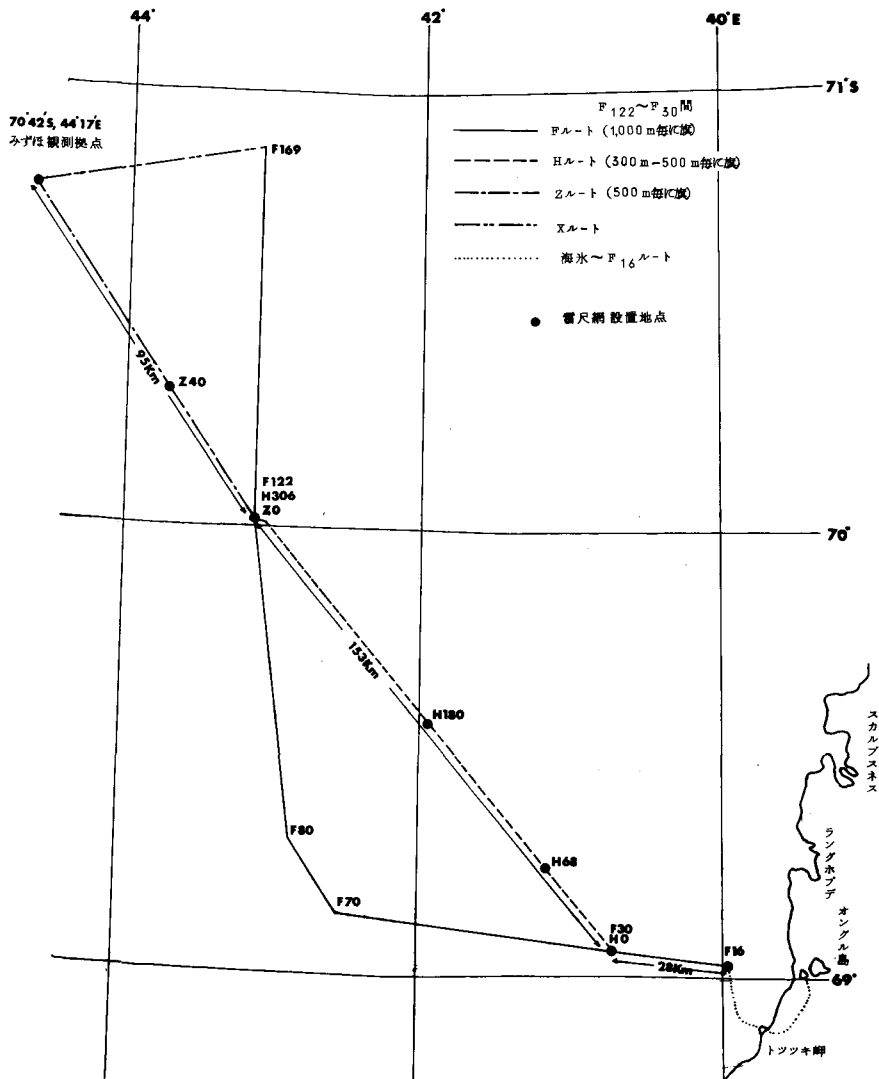 44°
42°
40°E
71°S
70°42'S, 44°17'E
みずほ観測拠点
F169
F122～F30間
Fルート (1,000m毎に旗)
Hルート (300m–500m毎に旗)
Zルート (500m毎に旗)
Xルート
海氷～F16ルート
雪尺網設置地点
95Km
Z40
F122
H306
Z0
70°
153Km
H180
スカルブスネス
F80
H68
ラングホブデ
F70
F30
H0
F16
オングル島
28Km
69°
トツツキ岬